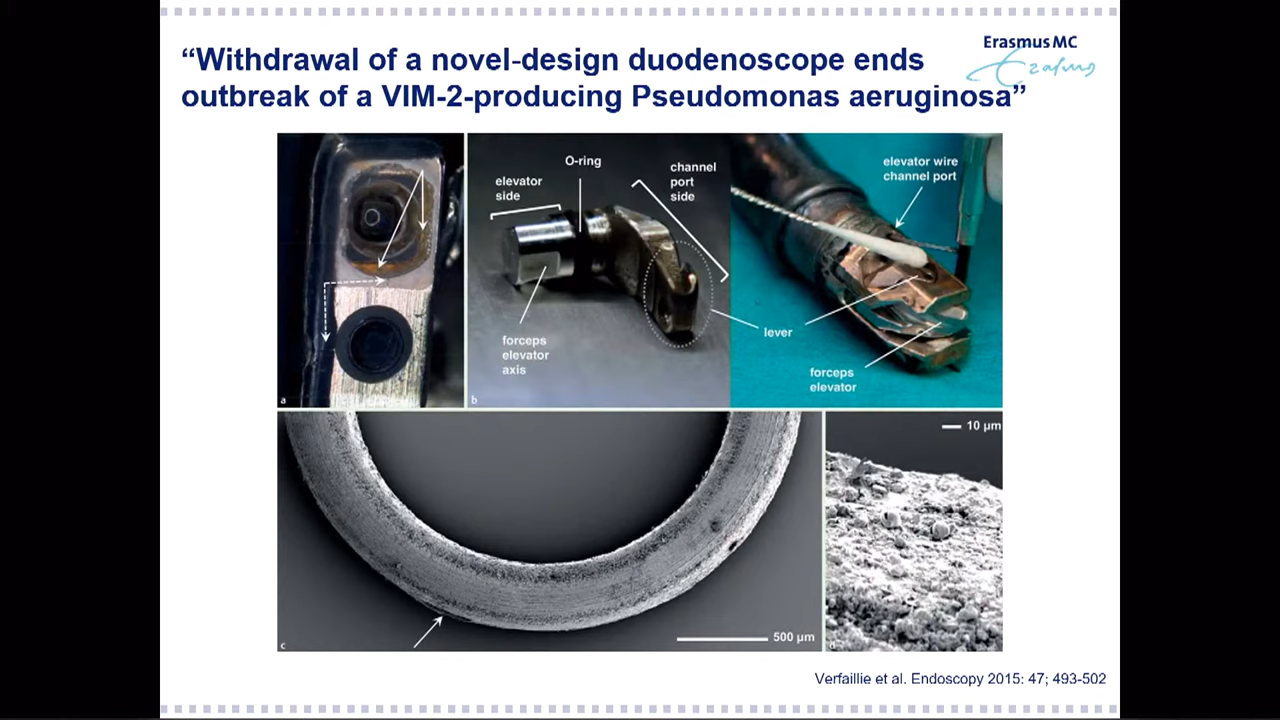 “Withdrawal of a novel-design duodenoscope ends
outbreak of a VIM-2-producing Pseudomonas aeruginosa”
Erasmus MC
Erasmus
elevator
side
O-ring
channel
port
side
elevator wire
channel port
forceps
elevator
axis
lever
forceps
elevator
a
b
10 µm
500 µm
c
d
Verfaillie et al. Endoscopy 2015: 47; 493-502